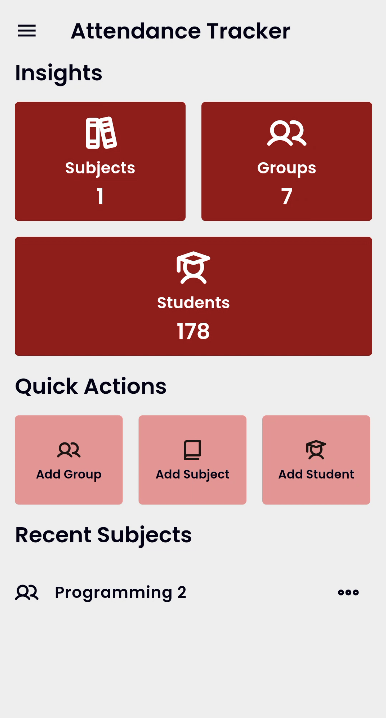 Attendance Tracker
Insights
Subjects
1
Groups
7
Students
178
Quick Actions
Add Group
Add Subject
Add Student
Recent Subjects
Programming 2